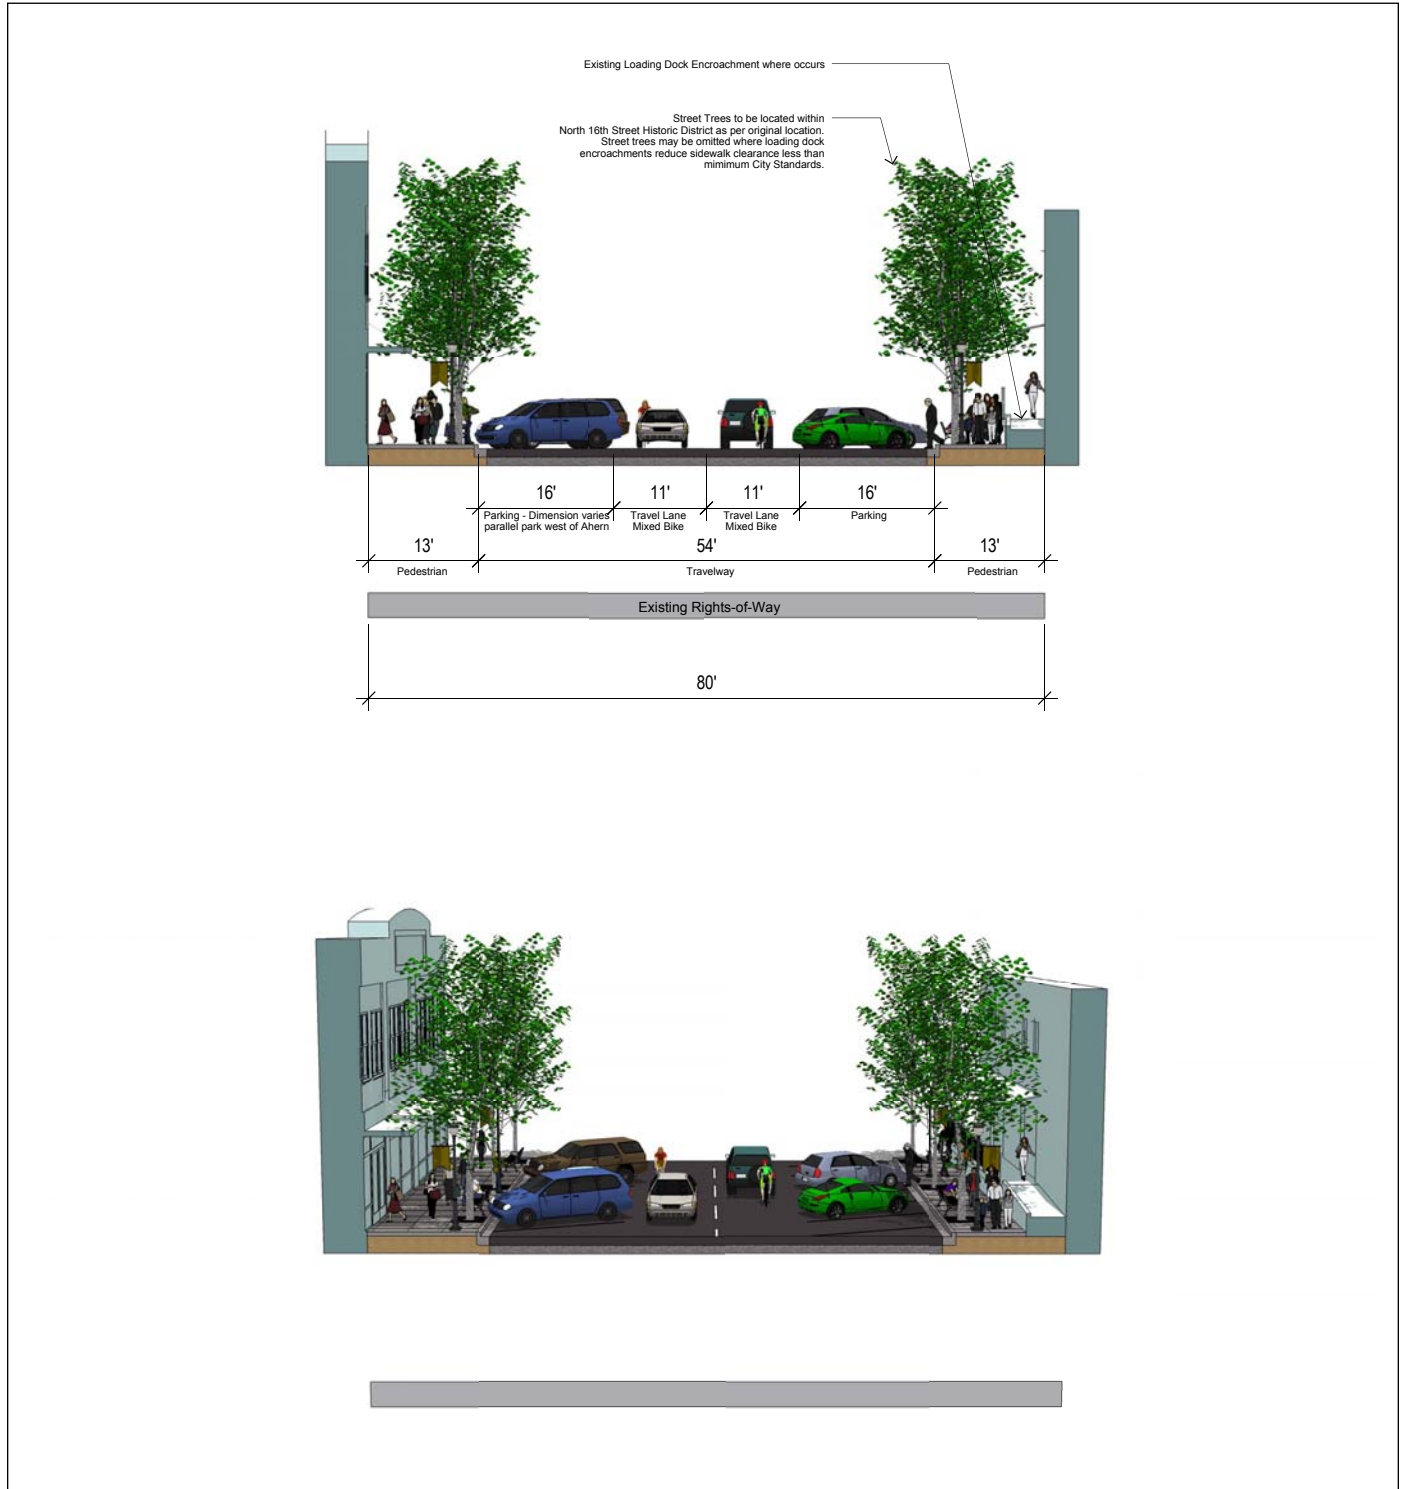 Existing Loading Dock Encroachment where occurs
Street Trees to be located within
North 16th Street Historic District as per original location.
Street trees may be omitted where loading dock
encroachments reduce sidewalk clearance less than
mimimum City Standards.
16' 11' 11' 16'
Parking - Dimension varies Travel Lane Travel Lane Parking
parallel park west of Ahern Mixed Bike Mixed Bike
13' 54' 13'
Pedestrian Travelway Pedestrian
Existing Rights-of-Way
80'